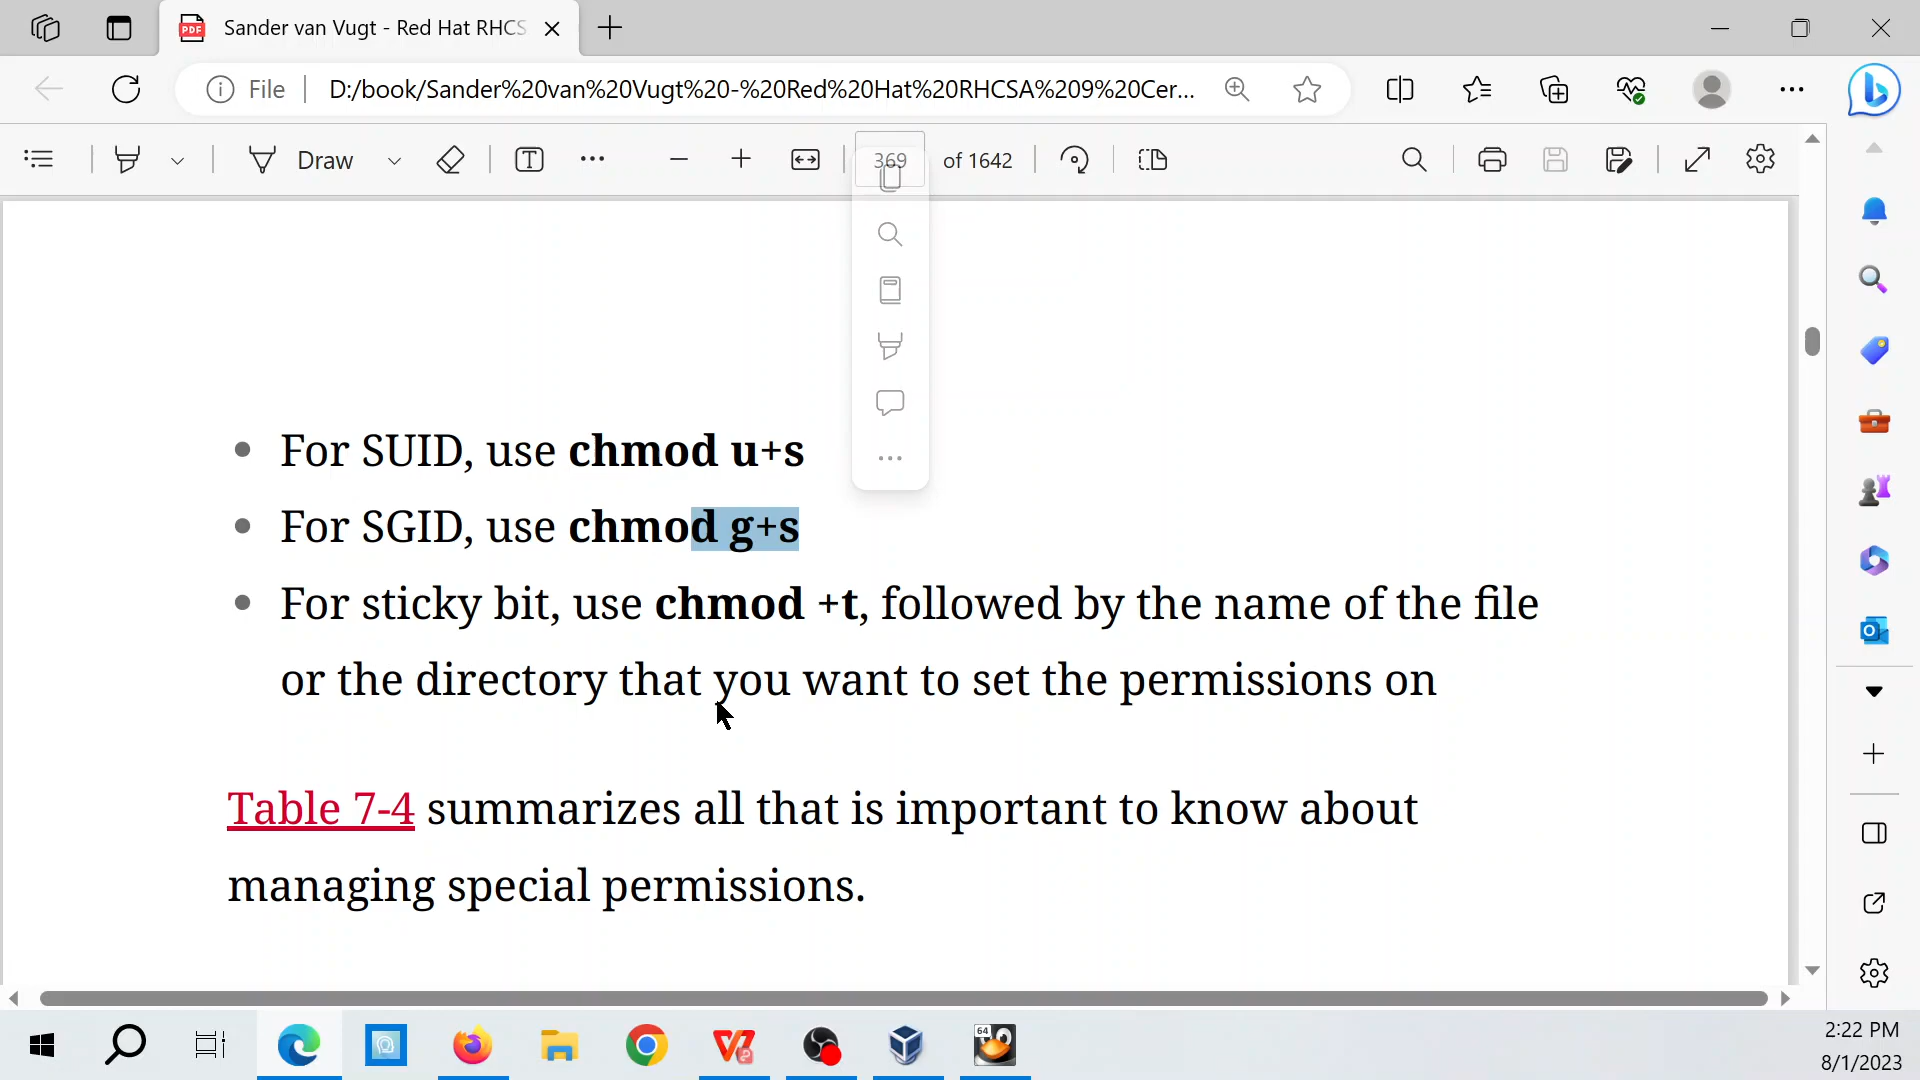 Sander van Vugt - Red Hat RHCS
File
D:/book/Sander%20van%20Vugt%20-%20Red%20Hat%20RHCSA%209%20Cer...
Draw
369 of 1642
For SUID, use chmod u+s
For SGID, use chmod g+s
For sticky bit, use chmod +t, followed by the name of the file
or the directory that you want to set the permissions on
Table 7-4 summarizes all that is important to know about
managing special permissions.
2:22 PM
8/1/2023